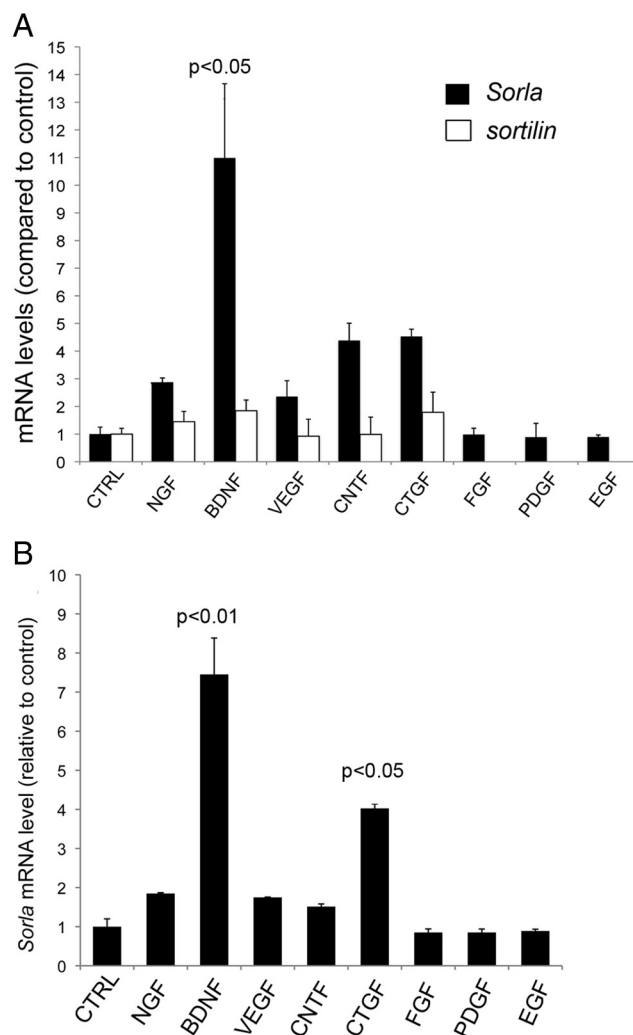 A
mRNA levels (compared to control)
15
14
13
12
11
10
9
8
7
6
5
4
3
2
1
0
p<0.05
Sorla
sortilin
CTRL
NGF
BDNF
VEGF
CNTF
CTGF
FGF
PDGF
EGF
B
Sorla mRNA level (relative to control)
10
9
8
7
6
5
4
3
2
1
0
p<0.01
p<0.05
CTRL
NGF
BDNF
VEGF
CNTF
CTGF
FGF
PDGF
EGF